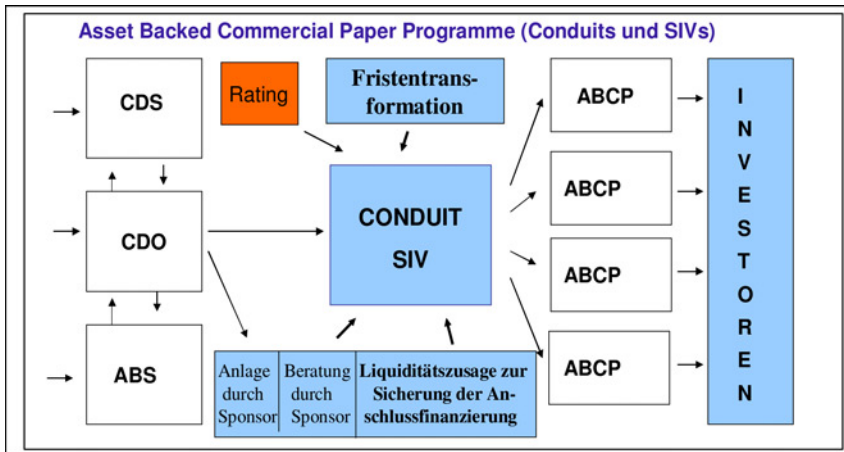 Asset Backed Commercial Paper Programme (Conduits und SIVs)
CDS
CDO
ABS
Rating
Fristentrans-
formation
CONDUIT
SIV
Anlage
durch
Sponsor
Beratung
durch
Sponsor
Liquiditätszusage zur
Sicherung der An-
schlussfinanzierung
ABCP
ABCP
ABCP
ABCP
I
N
V
E
S
T
O
R
E
N